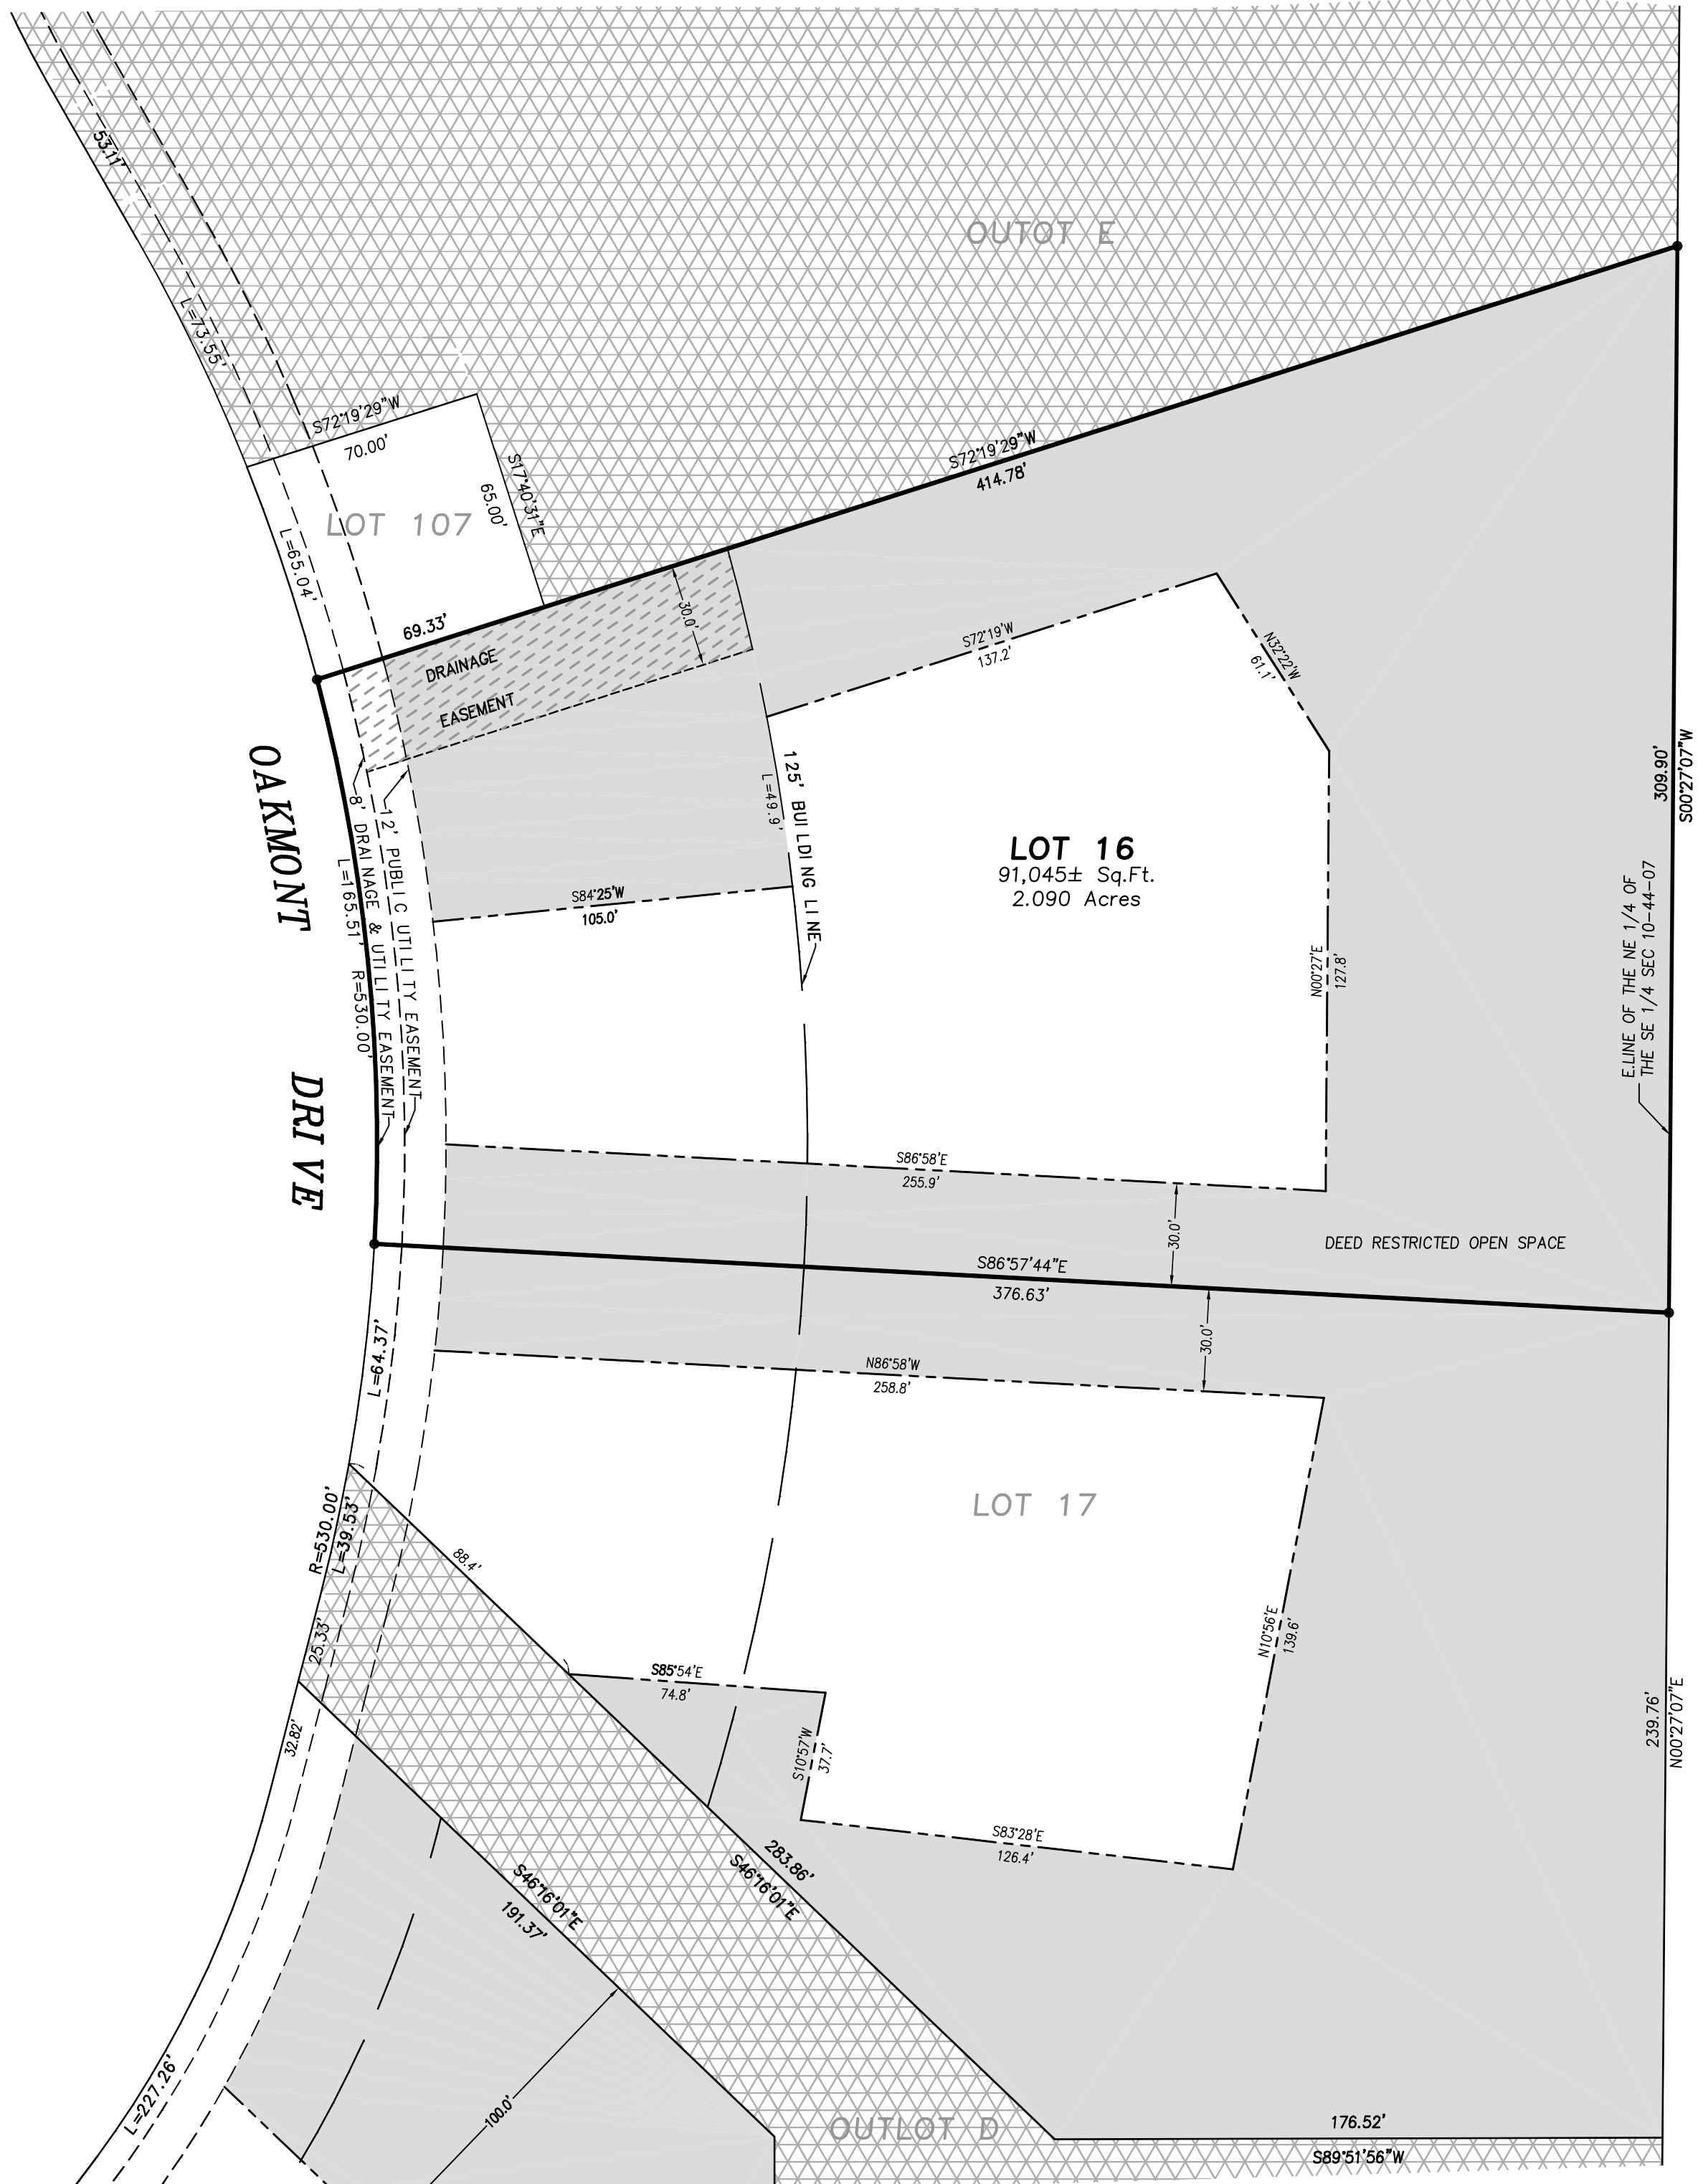 53.11'
OUTOT E
L=73.55'
S72°19'29"W
70.00'
S17°40'31"E
65.00'
S72°19'29"W
414.78'
LOT 107
L=65.04'
69.33'
30.0'
DRAINAGE
EASEMENT
S72°19'W
137.2'
N32°22'W
61.1'
OAKMONT DRIVE
8' DRAINAGE & UTILITY EASEMENT
12' PUBLIC UTILITY EASEMENT
L=165.51' R=530.00'
125' BUILDING LINE
L=49.9'
LOT 16
91,045± Sq.Ft.
2.090 Acres
309.90'
S00°27'07"W
S84°25'W
105.0'
N00°27'E
127.8'
E.LINE OF THE NE 1/4 OF
THE SE 1/4 SEC 10-44-07
S86°58'E
255.9'
30.0'
DEED RESTRICTED OPEN SPACE
S86°57'44"E
376.63'
30.0'
L=64.37'
N86°58'W
258.8'
LOT 17
R=530.00'
L=39.53'
88.4'
25.33'
N10°56'E
139.6'
S85°54'E
74.8'
S10°57'W
37.7'
32.82'
239.76'
N00°27'07"E
S83°28'E
126.4'
283.86'
S46°16'01"E
S46°16'01"E
191.37'
L=227.26'
100.0'
OUTLOT D
176.52'
S89°51'56"W